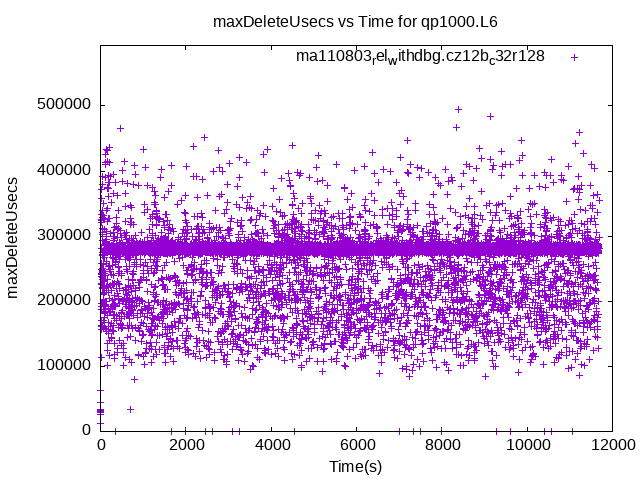 maxDeleteUsecs vs Time for qp1000.L6
ma110803relwithdbg.cz12bc32r128
500000
400000
300000
200000
100000
0
maxDeleteUsecs
0 2000 4000 6000 8000 10000 12000
Time(s)